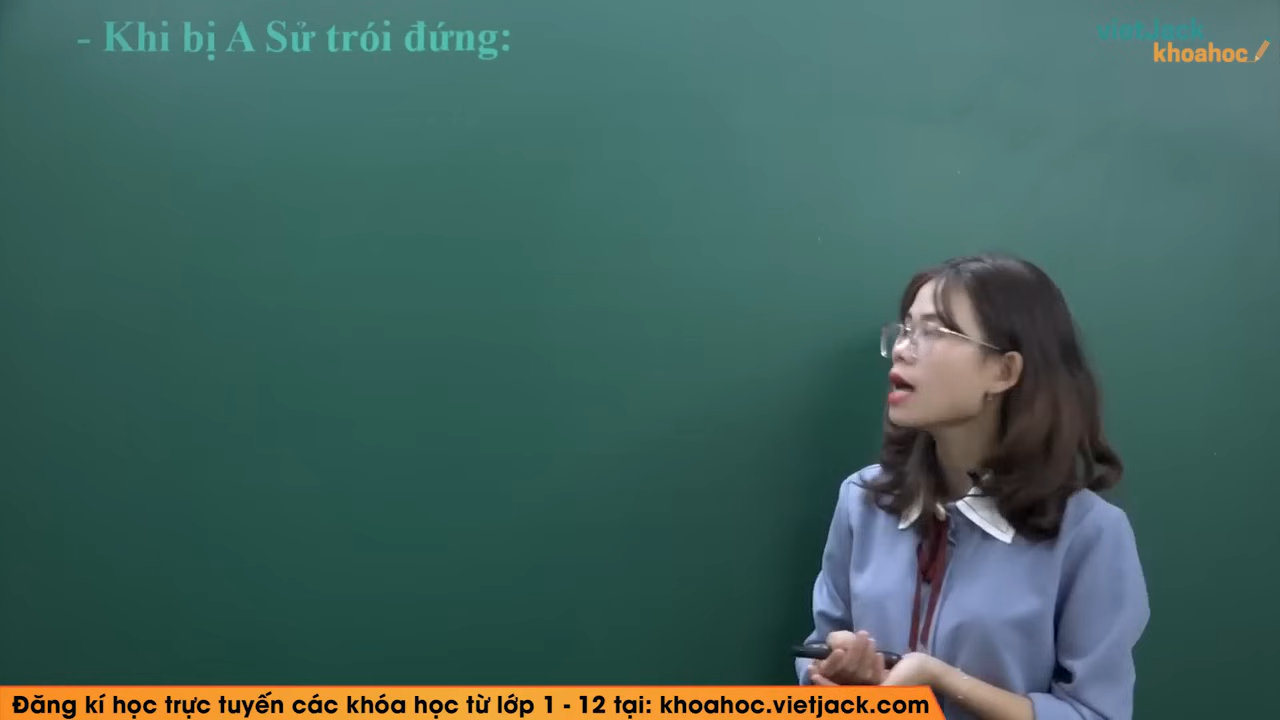 - Khi bị A Sử trói đứng:
vietjack
khoahoc
Đăng kí học trực tuyến các khóa học từ lớp 1 - 12 tại: khoahoc.vietjack.com